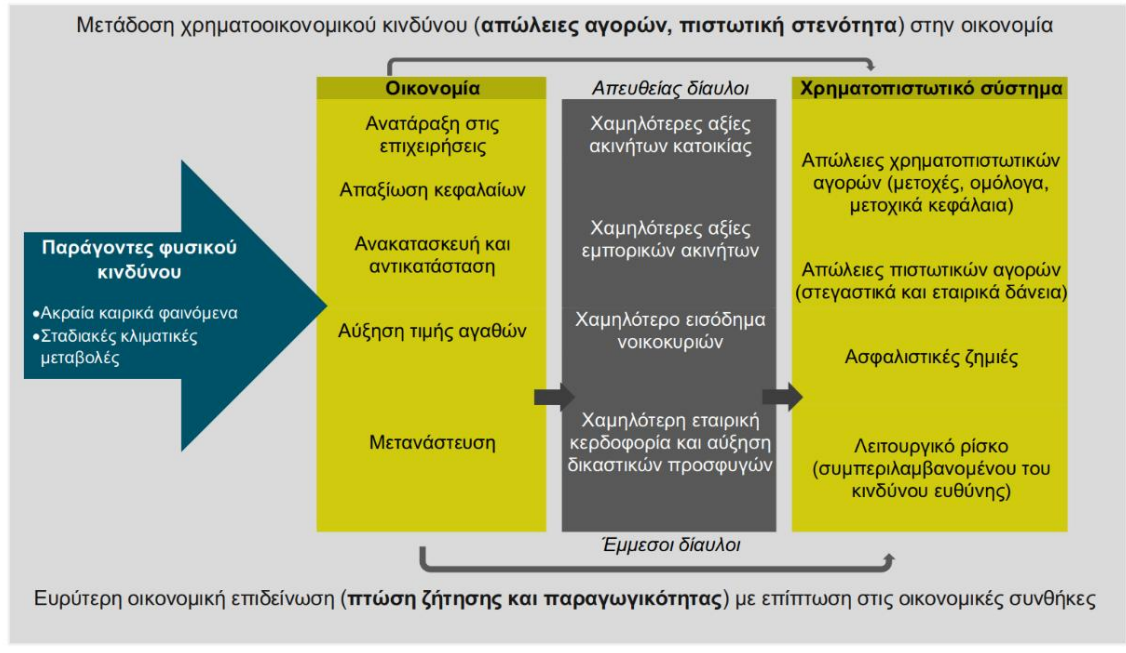 Μετάδοση χρηματοοικονομικού κινδύνου (απώλειες αγορών, πιστωτική στενότητα) στην οικονομία
Παράγοντες φυσικού
κινδύνου
•Ακραία καιρικά φαινόμενα
•Σταδιακές κλιματικές
μεταβολές
Οικονομία
Ανατάραξη στις
επιχειρήσεις
Απαξίωση κεφαλαίων
Ανακατασκευή και
αντικατάσταση
Αύξηση τιμής αγαθών
Μετανάστευση
Απευθείας δίαυλοι
Χαμηλότερες αξίες
ακινήτων κατοικίας
Χαμηλότερες αξίες
εμπορικών ακινήτων
Χαμηλότερο εισόδημα
νοικοκυριών
Χαμηλότερη εταιρική
κερδοφορία και αύξηση
δικαστικών προσφυγών
Έμμεσοι δίαυλοι
Χρηματοπιστωτικό σύστημα
Απώλειες χρηματοπιστωτικών
αγορών (μετοχές, ομόλογα,
μετοχικά κεφάλαια)
Απώλειες πιστωτικών αγορών
(στεγαστικά και εταιρικά δάνεια)
Ασφαλιστικές ζημιές
Λειτουργικό ρίσκο
(συμπεριλαμβανομένου του
κινδύνου ευθύνης)
Ευρύτερη οικονομική επιδείνωση (πτώση ζήτησης και παραγωγικότητας) με επίπτωση στις οικονομικές συνθήκες